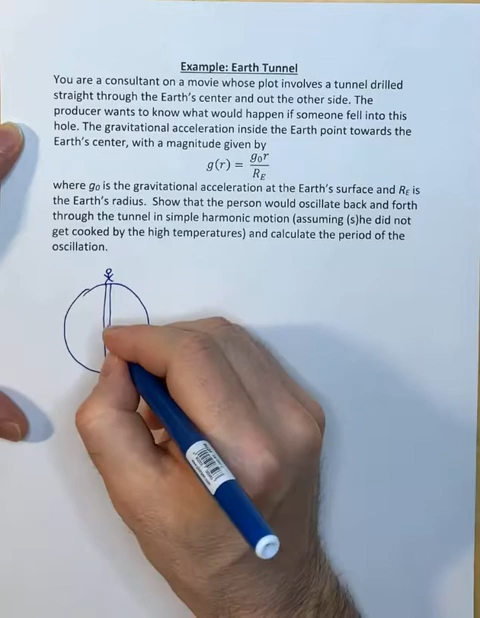 Example: Earth Tunnel
You are a consultant on a movie whose plot involves a tunnel drilled
straight through the Earth's center and out the other side. The
producer wants to know what would happen if someone fell into this
hole. The gravitational acceleration inside the Earth point towards the
Earth's center, with a magnitude given by
g(r) = g₀r / R_E
where g₀ is the gravitational acceleration at the Earth's surface and R_E is
the Earth's radius. Show that the person would oscillate back and forth
through the tunnel in simple harmonic motion (assuming (s)he did not
get cooked by the high temperatures) and calculate the period of the
oscillation.